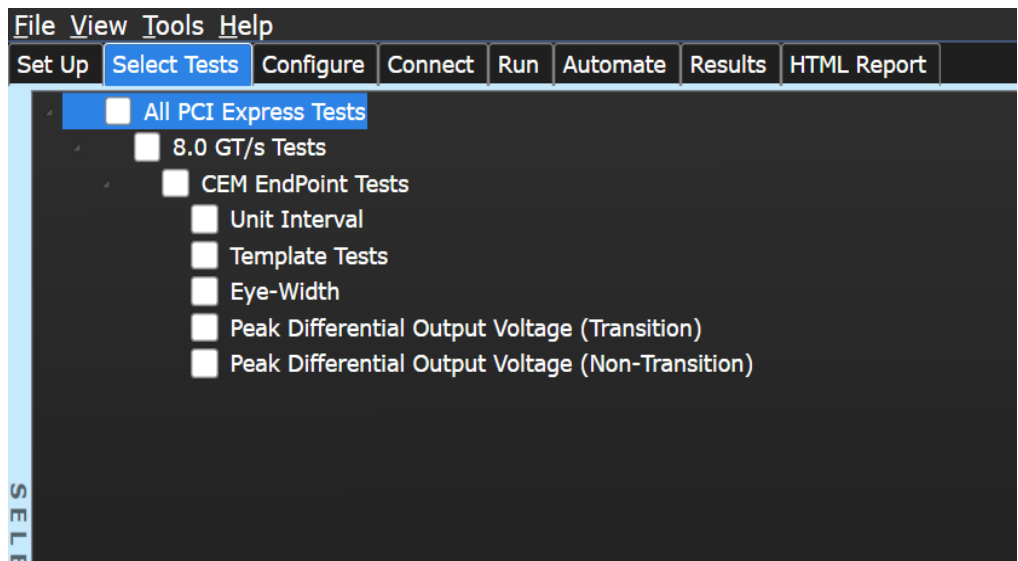 File View Tools Help
Set Up Select Tests Configure Connect Run Automate Results HTML Report
All PCI Express Tests
8.0 GT/s Tests
CEM EndPoint Tests
Unit Interval
Template Tests
Eye-Width
Peak Differential Output Voltage (Transition)
Peak Differential Output Voltage (Non-Transition)
SELE